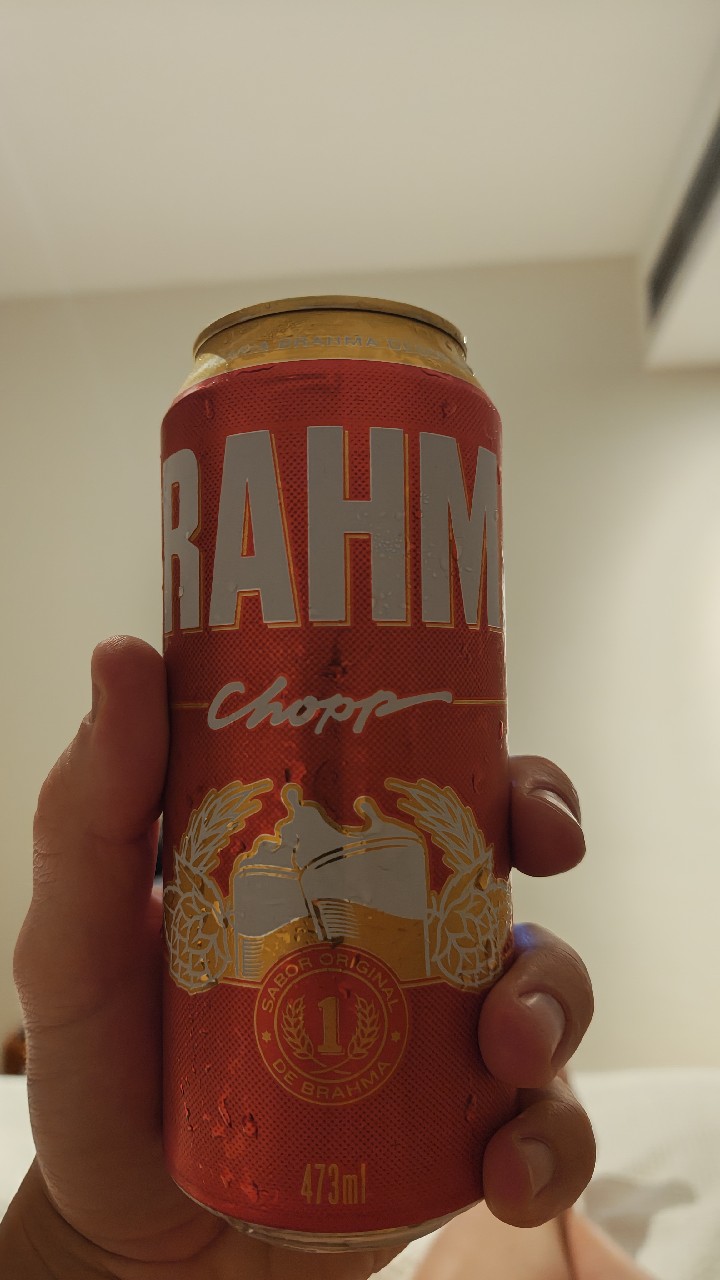 RAHM
Chopp
SABOR ORIGINAL
1
DE BRAHMA
473ml